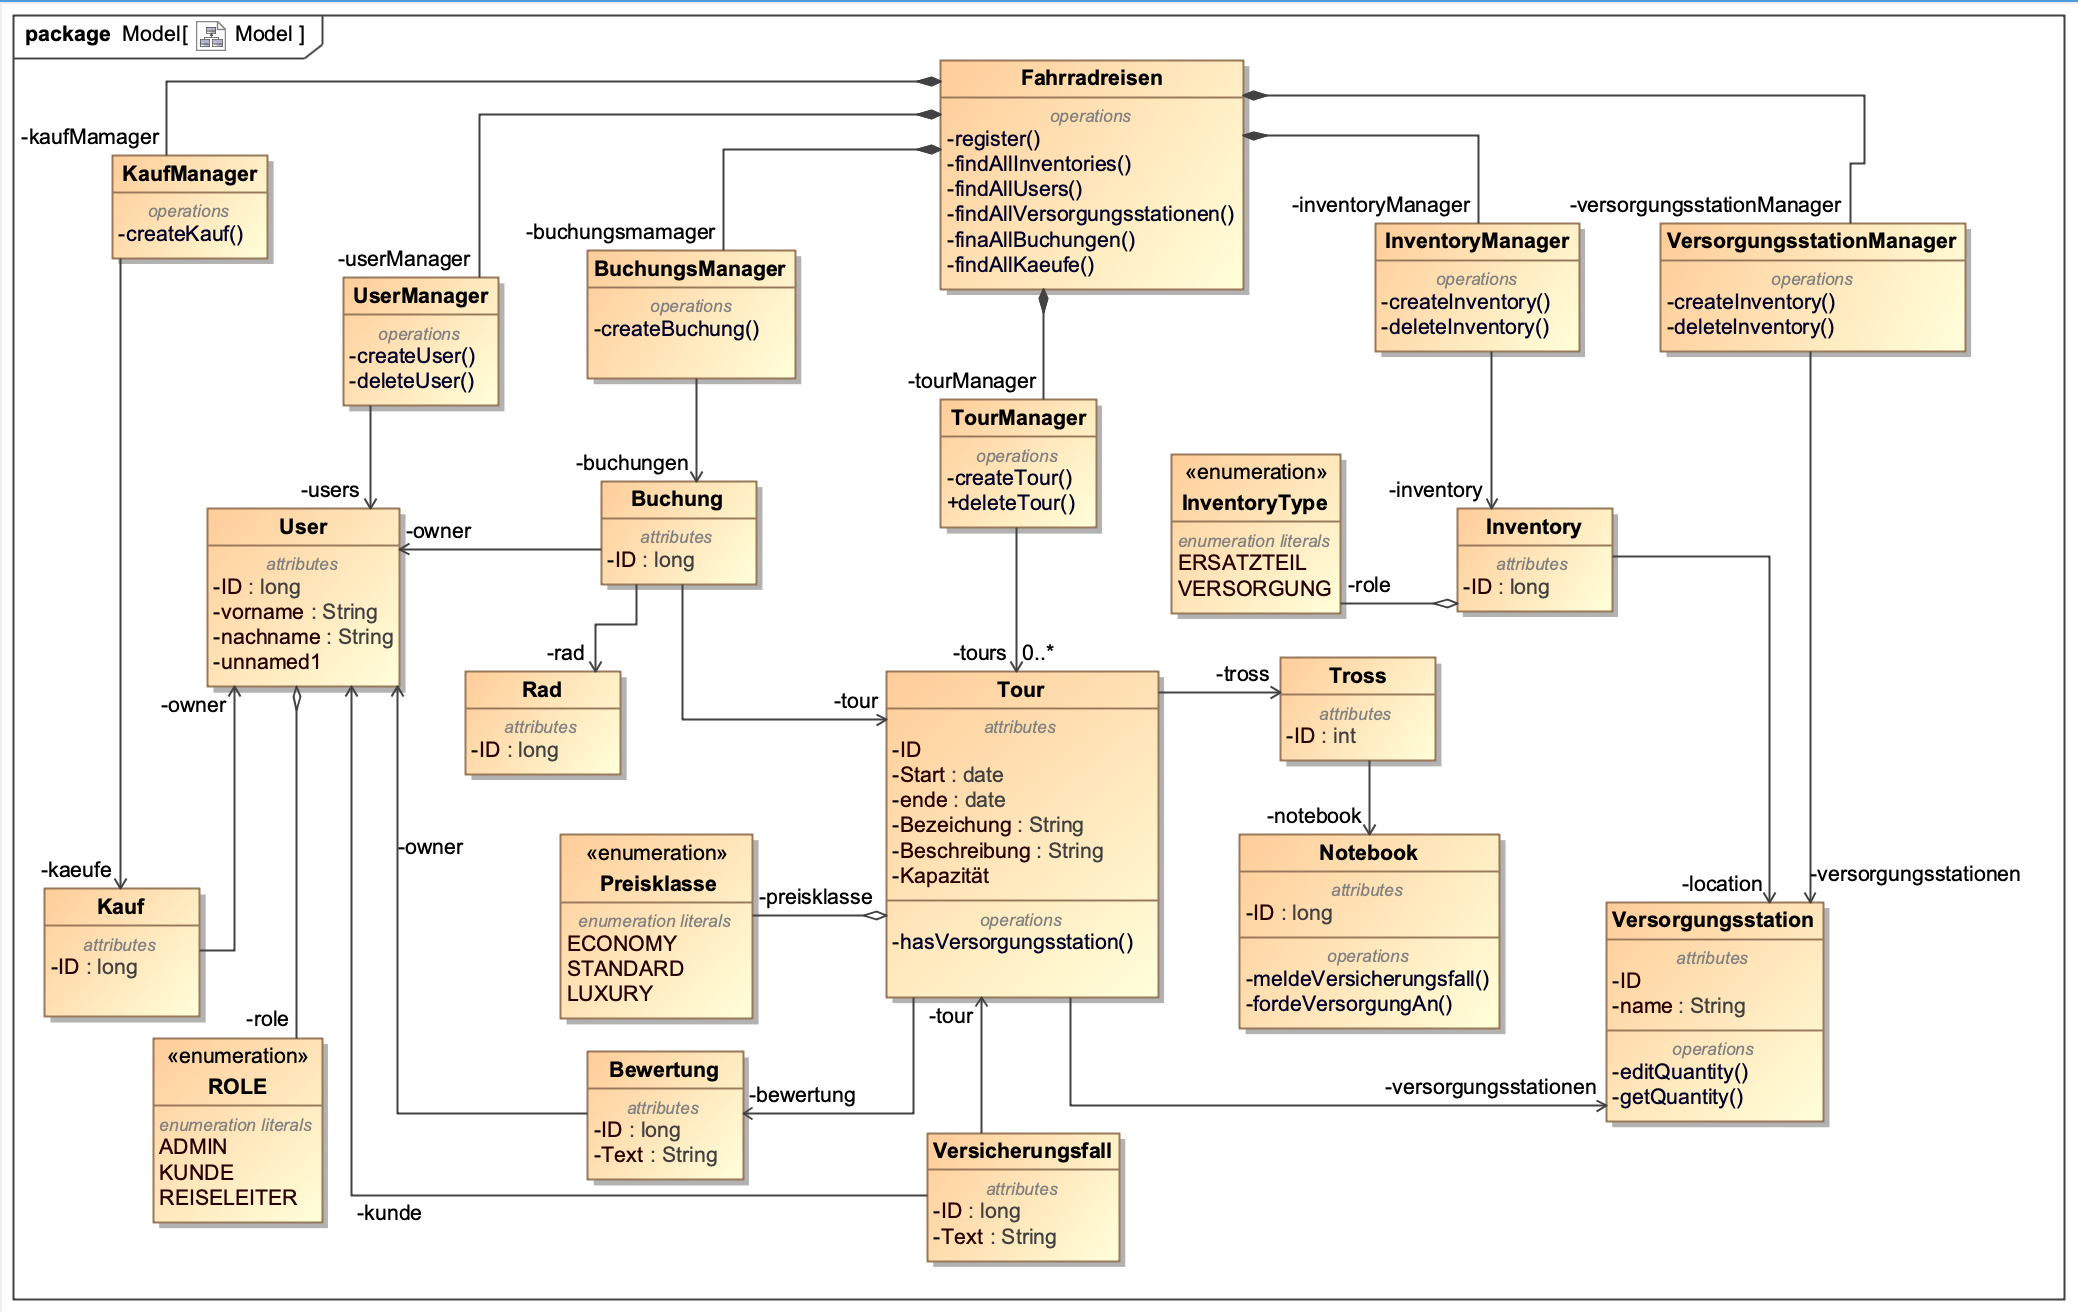 package Model[ Model ]
Fahrradreisen
operations
-register()
-findAllInventories()
-findAllUsers()
-findAllVersorgungsstationen()
-finaAllBuchungen()
-findAllKaeufe()
-kaufMamager
KaufManager
operations
-createKauf()
-userManager
UserManager
operations
-createUser()
-deleteUser()
-buchungsmamager
BuchungsManager
operations
-createBuchung()
-inventoryManager
InventoryManager
operations
-createInventory()
-deleteInventory()
-versorgungsstationManager
VersorgungsstationManager
operations
-createInventory()
-deleteInventory()
-tourManager
TourManager
operations
-createTour()
+deleteTour()
-users
User
attributes
-ID : long
-vorname : String
-nachname : String
-unnamed1
-buchungen
Buchung
attributes
-ID : long
-owner
«enumeration»
InventoryType
enumeration literals
ERSATZTEIL
VERSORGUNG
-role
-inventory
Inventory
attributes
-ID : long
-rad
Rad
attributes
-ID : long
-tour
-tours 0..*
Tour
attributes
-ID
-Start : date
-ende : date
-Bezeichung : String
-Beschreibung : String
-Kapazität
operations
-hasVersorgungsstation()
-tross
Tross
attributes
-ID : int
-notebook
Notebook
attributes
-ID : long
operations
-meldeVersicherungsfall()
-fordeVersorgungAn()
-owner
-owner
-kaeufe
Kauf
attributes
-ID : long
«enumeration»
Preisklasse
enumeration literals
ECONOMY
STANDARD
LUXURY
-preisklasse
-location
-versorgungsstationen
Versorgungsstation
attributes
-ID
-name : String
operations
-editQuantity()
-getQuantity()
-role
«enumeration»
ROLE
enumeration literals
ADMIN
KUNDE
REISELEITER
Bewertung
attributes
-ID : long
-Text : String
-bewertung
-tour
-versorgungsstationen
Versicherungsfall
attributes
-ID : long
-Text : String
-kunde